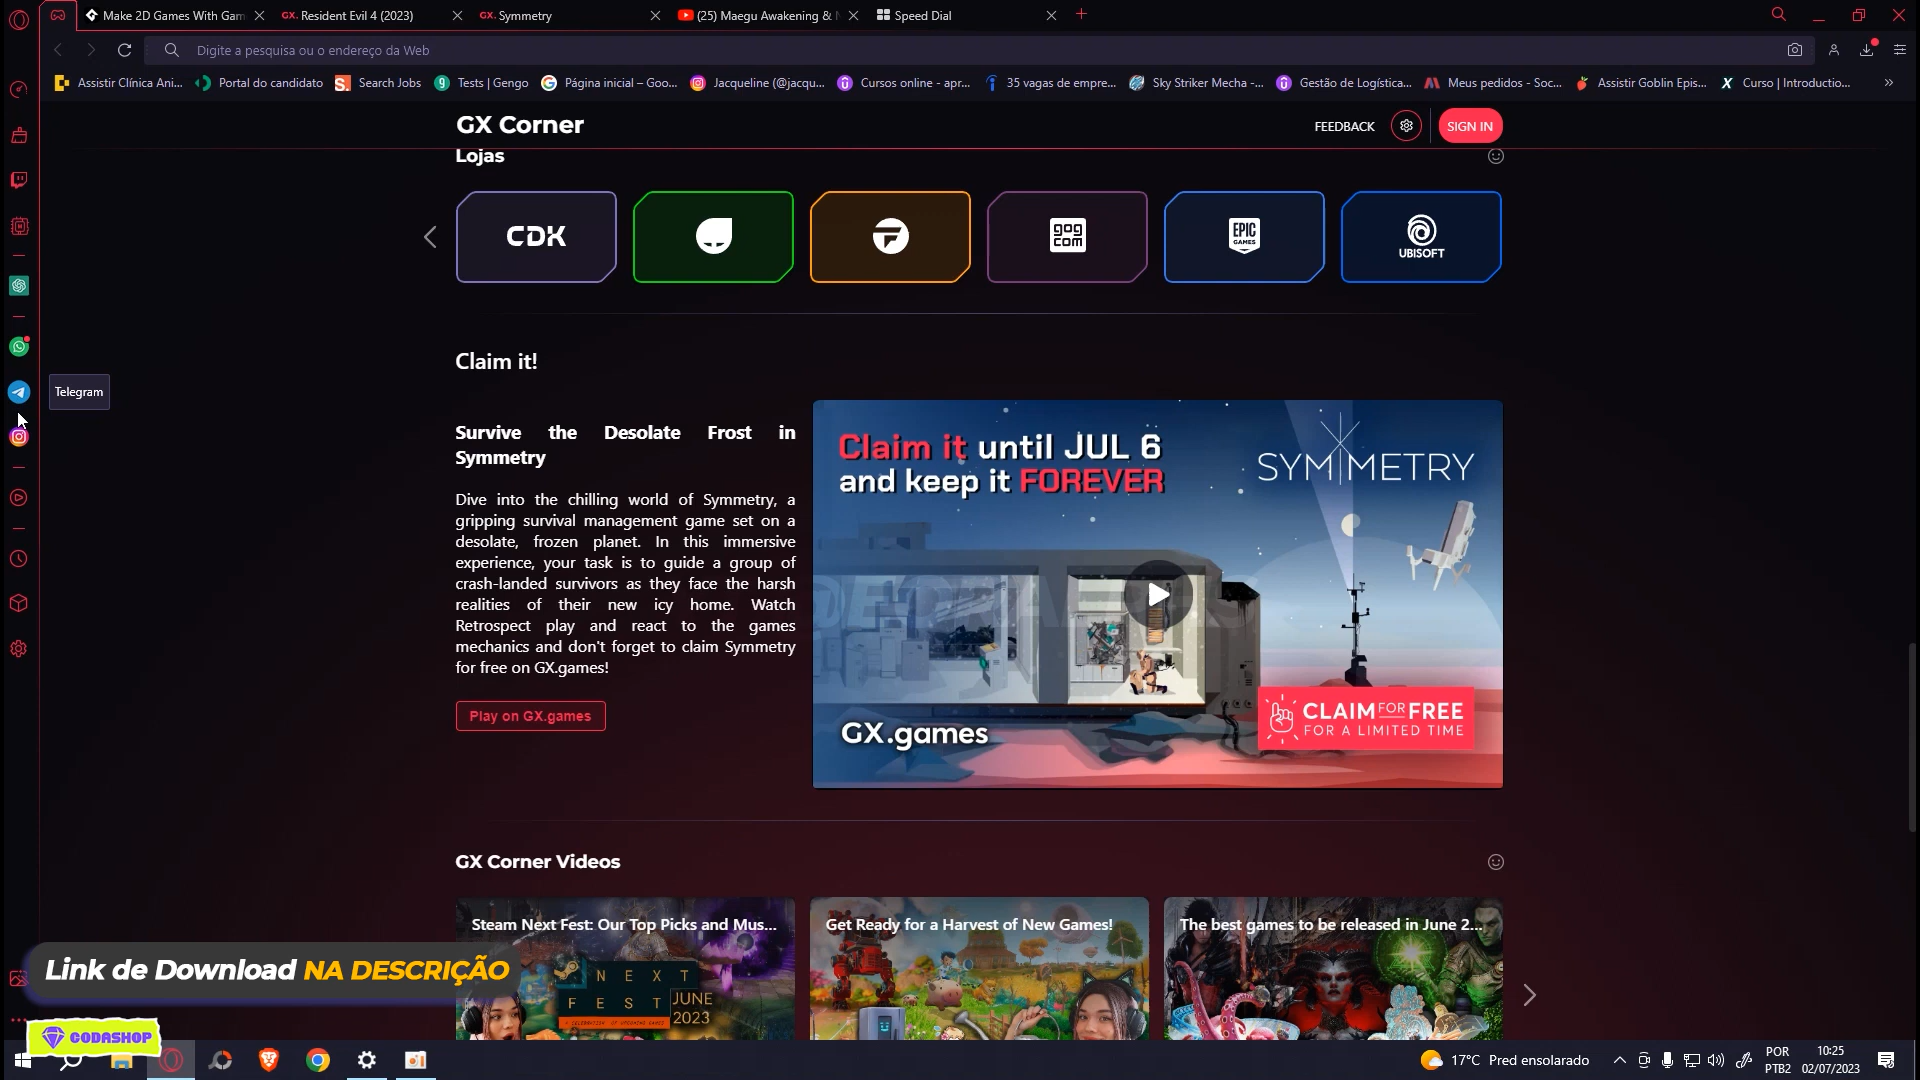 Make 2D Games With Gam
GX. Resident Evil 4 (2023)
GX. Symmetry
(25) Maegu Awakening &
Speed Dial
Digite a pesquisa ou o endereço da Web
Assistir Clínica Ani...
Portal do candidato
Search Jobs
Tests | Gengo
Página inicial – Goo...
Jacqueline (@jacqu...
Cursos online - apr...
35 vagas de empre...
Sky Striker Mecha -...
Gestão de Logística...
Meus pedidos - Soc...
Assistir Goblin Epis...
Curso | Introductio...
GX Corner
FEEDBACK
SIGN IN
Lojas
CDK
gog
com
EPIC
GAMES
UBISOFT
Claim it!
Telegram
Survive the Desolate Frost in
Symmetry
Dive into the chilling world of Symmetry, a
gripping survival management game set on a
desolate, frozen planet. In this immersive
experience, your task is to guide a group of
crash-landed survivors as they face the harsh
realities of their new icy home. Watch
Retrospect play and react to the games
mechanics and don't forget to claim Symmetry
for free on GX.games!
Play on GX.games
Claim it until JUL 6
and keep it FOREVER
SYMMETRY
GX.games
CLAIM FOR FREE
FOR A LIMITED TIME
GX Corner Videos
Steam Next Fest: Our Top Picks and Mus...
Get Ready for a Harvest of New Games!
The best games to be released in June 2...
NEXT
FEST
JUNE
2023
Link de Download NA DESCRIÇÃO
CODASHOP
17°C Pred ensolarado
POR
PTB2
10:25
02/07/2023